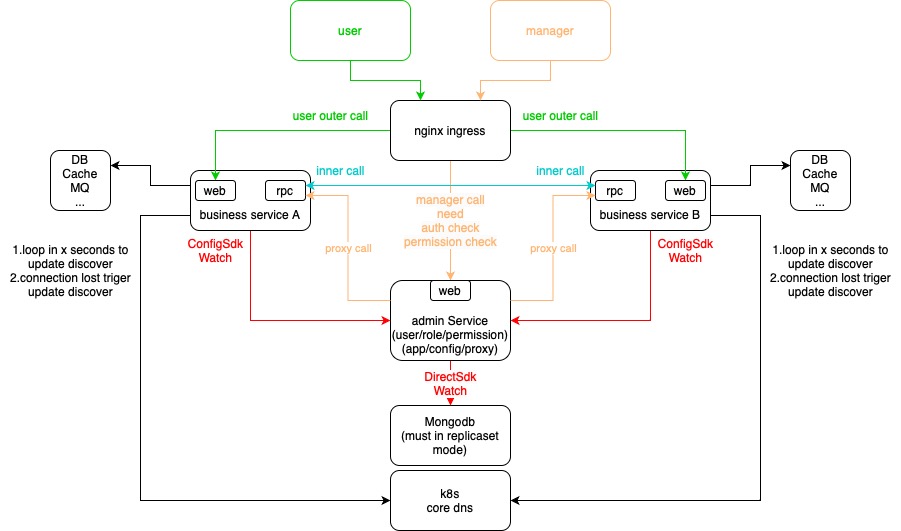 user
manager
nginx ingress
user outer call
user outer call
DB
Cache
MQ
...
web
rpc
business service A
inner call
inner call
rpc
web
business service B
DB
Cache
MQ
...
manager call
need
auth check
permission check
ConfigSdk
Watch
proxy call
proxy call
ConfigSdk
Watch
1.loop in x seconds to
update discover
2.connection lost triger
update discover
1.loop in x seconds to
update discover
2.connection lost triger
update discover
web
admin Service
(user/role/permission)
(app/config/proxy)
DirectSdk
Watch
Mongodb
(must in replicaset
mode)
k8s
core dns